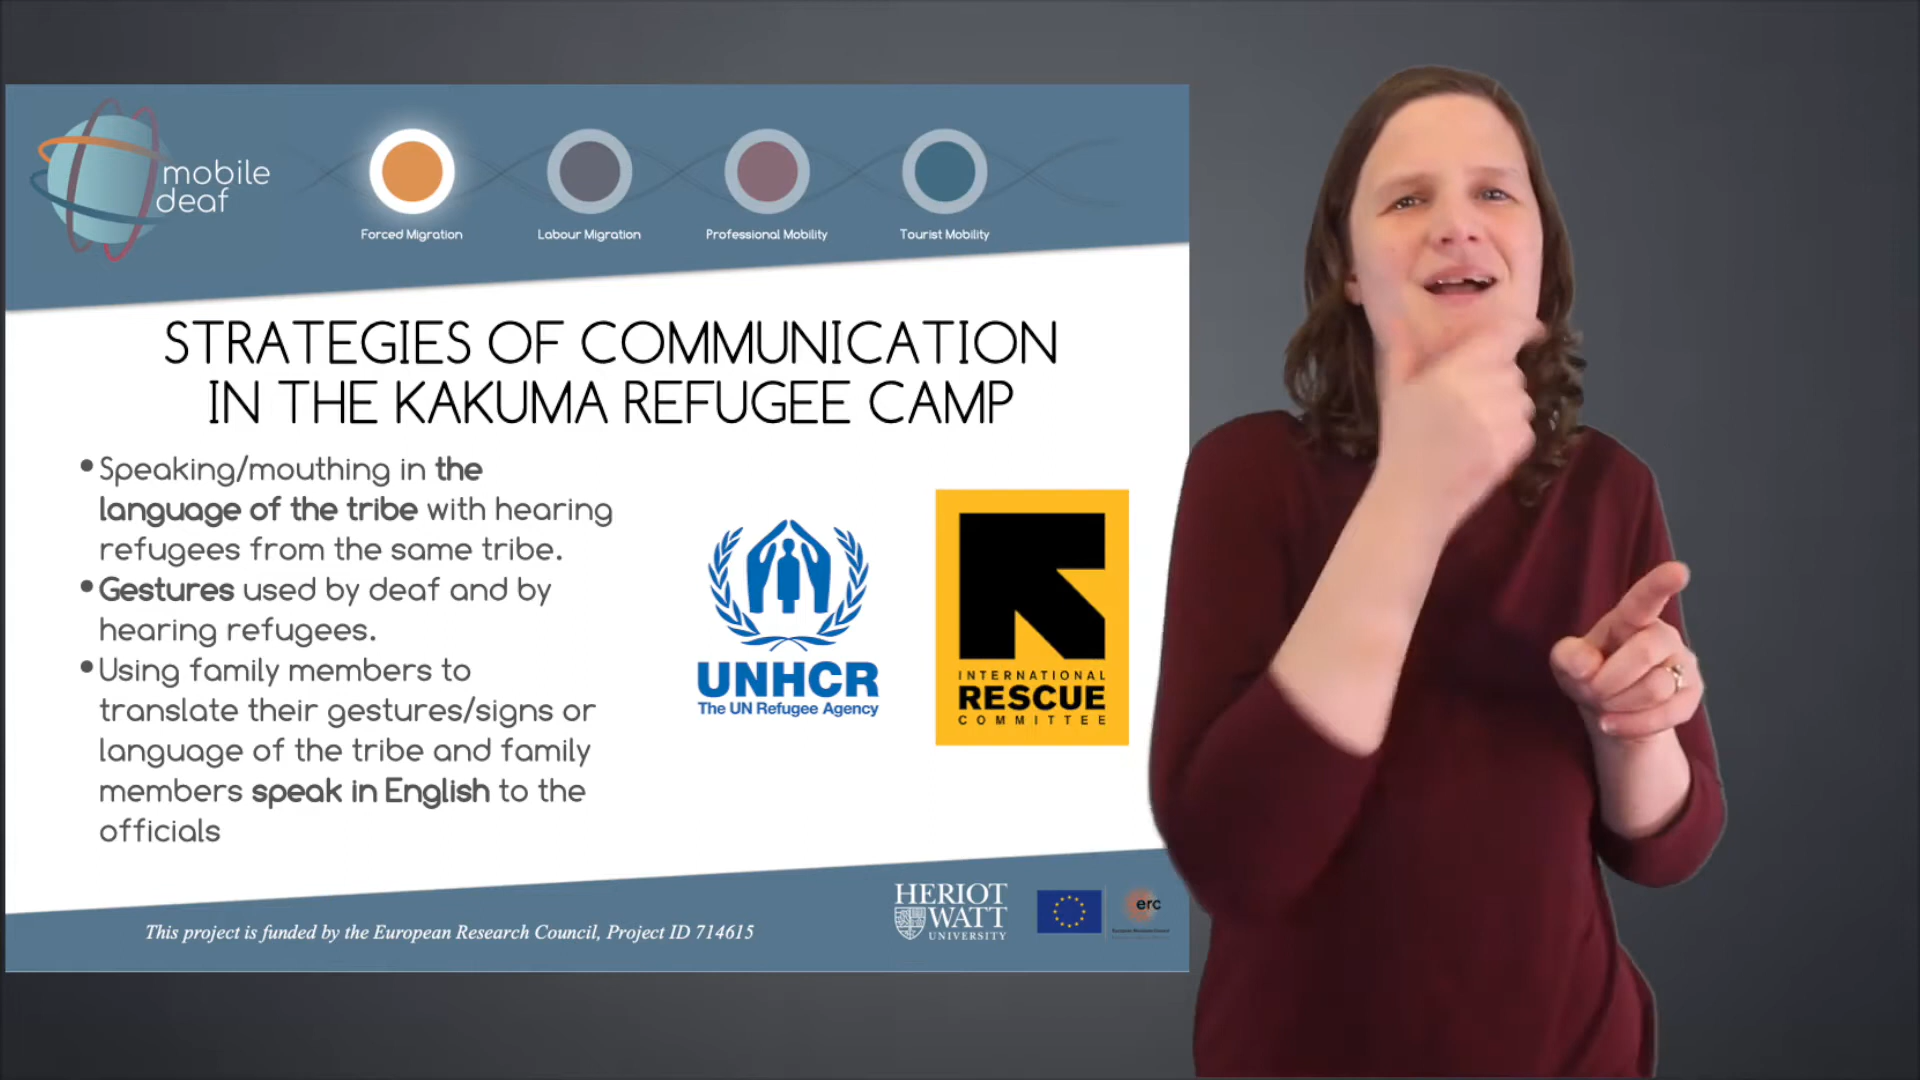 mobile
deaf
Forced Migration
Labour Migration
Professional Mobility
Tourist Mobility
STRATEGIES OF COMMUNICATION
IN THE KAKUMA REFUGEE CAMP
•Speaking/mouthing in the
language of the tribe with hearing
refugees from the same tribe.
•Gestures used by deaf and by
hearing refugees.
•Using family members to
translate their gestures/signs or
language of the tribe and family
members speak in English to the
officials
UNHCR
The UN Refugee Agency
INTERNATIONAL
RESCUE
COMMITTEE
This project is funded by the European Research Council, Project ID 714615
HERIOT
WATT
UNIVERSITY
erc